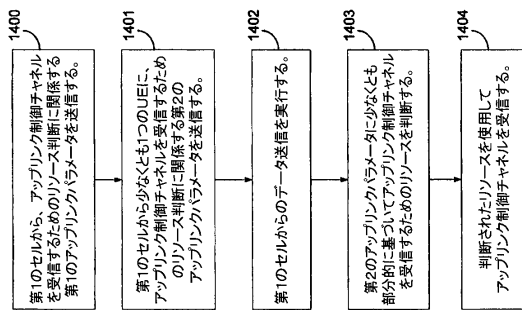 1400
第1のセルから、アップリンク制御チャネル
を受信するためのリソース判断に関係する
第1のアップリンクパラメータを送信する。
1401
第1のセルから少なくとも1つのUEに、
アップリンク制御チャネルを受信するため
のリソース判断に関係する第2の
アップリンクパラメータを送信する。
1402
第1のセルからのデータ送信を実行する。
1403
第2のアップリンクパラメータに少なくとも
部分的に基づいてアップリンク制御チャネル
を受信するためのリソースを判断する。
1404
判断されたリソースを使用して
アップリンク制御チャネルを受信する。